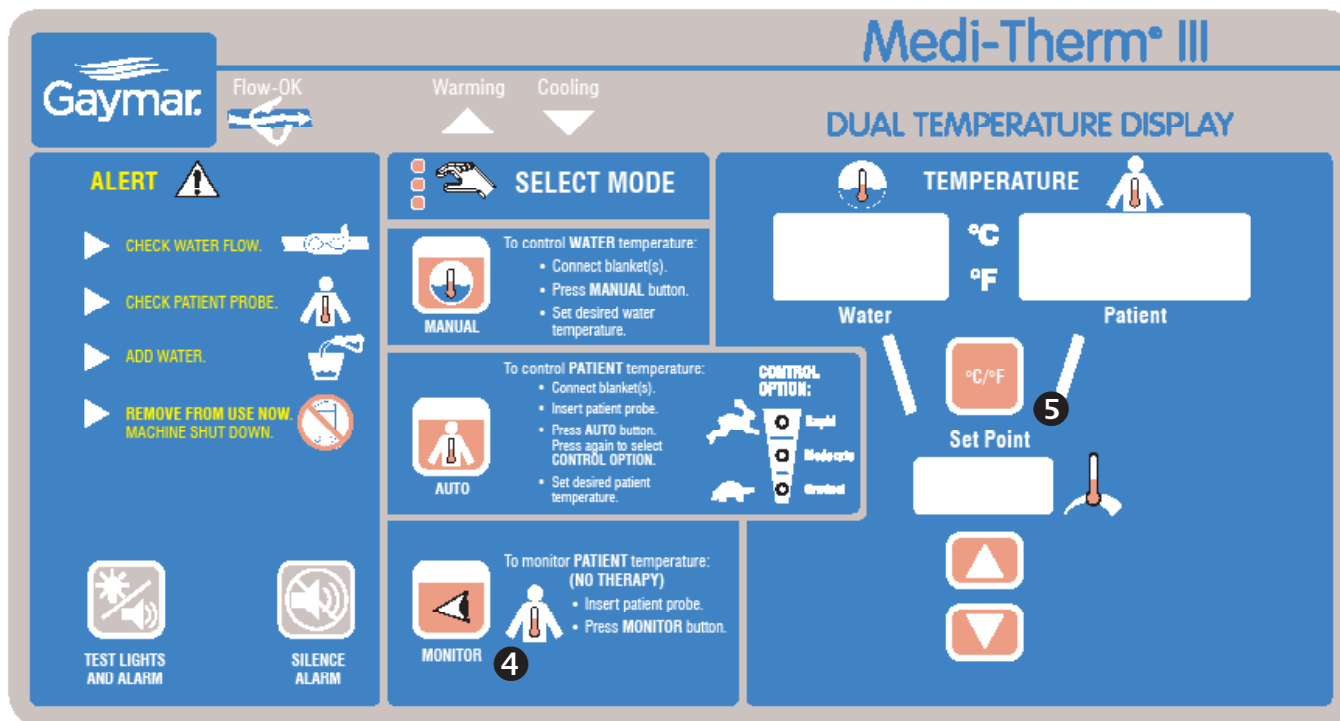 Medi-Therm® III
Gaymar.
Flow-OK
Warming
Cooling
DUAL TEMPERATURE DISPLAY
ALERT
CHECK WATER FLOW.
CHECK PATIENT PROBE.
ADD WATER.
REMOVE FROM USE NOW.
MACHINE SHUT DOWN.
TEST LIGHTS
AND ALARM
SILENCE
ALARM
SELECT MODE
MANUAL
To control WATER temperature:
• Connect blanket(s).
• Press MANUAL button.
• Set desired water
temperature.
AUTO
To control PATIENT temperature:
• Connect blanket(s).
• Insert patient probe.
• Press AUTO button.
Press again to select
CONTROL OPTION.
• Set desired patient
temperature.
CONTROL
OPTION:
Rapid
Moderate
Gradual
MONITOR
4
To monitor PATIENT temperature:
(NO THERAPY)
• Insert patient probe.
• Press MONITOR button.
TEMPERATURE
°C
°F
Water
Patient
°C/°F
5
Set Point